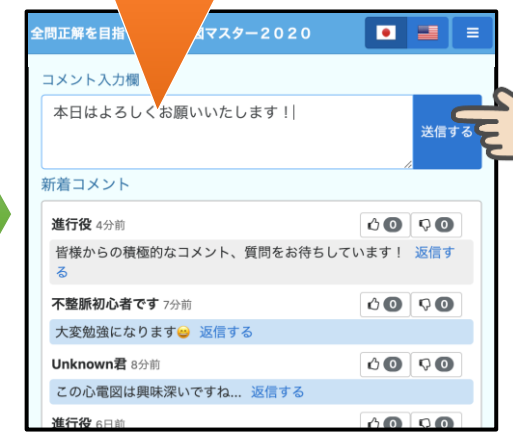 全問正解を目指 図マスター2020
コメント入力欄
本日はよろしくお願いいたします！
送信する
新着コメント
進行役 4分前
0 0
皆様からの積極的なコメント、質問をお待ちしています！ 返信す
る
不整脈初心者です 7分前
0 0
大変勉強になります😄 返信する
Unknown君 8分前
0 0
この心電図は興味深いですね... 返信する
進行役 6日前
0 0